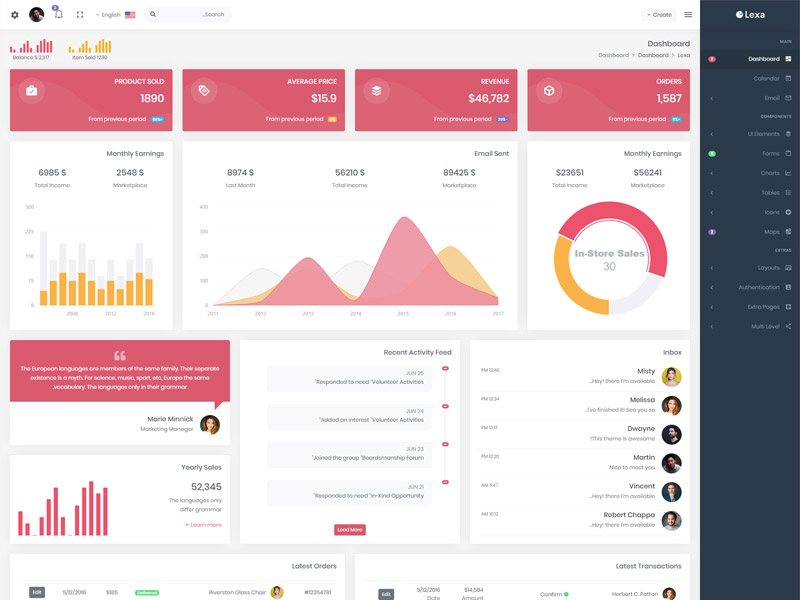 English
..Search
Create
Lexa
Balance $ 2,317
Item Sold 1230
Dashboard
Dashboard > Dashboard > Lexa
PRODUCT SOLD
1890
From previous period
AVERAGE PRICE
$15.9
From previous period
REVENUE
$46,782
From previous period
ORDERS
1,587
From previous period
Monthly Earnings
6985 $
2548 $
Total Income
Marketplace
300
225
150
75
0
2008
2012
2016
Email Sent
8974 $
56210 $
89425 $
Last Month
Total Income
Marketplace
400
300
200
100
0
2011
2012
2013
2014
2015
2016
2017
Monthly Earnings
$23651
$56241
Total Income
Marketplace
In-Store Sales
30
The European languages are members of the same family. Their separate
existence is a myth. For science, music, sport, etc, Europe the same
.vocabulary. The languages only in their grammar
Marie Minnick
Marketing Manager
Yearly Sales
52,345
The languages only
differ grammar
Learn more
Recent Activity Feed
JUN 25
"Responded to need "Volunteer Activities
JUN 24
"Added an interest "Volunteer Activities
JUN 23
"Joined the group "Boardsmanship Forum
JUN 21
"Responded to need "In-Kind Opportunity
Load More
Inbox
PM 13:40
Misty
..Hey! there I'm available
PM 13:34
Melissa
..I've finished it! See you so
PM 13:17
Dwayne
!This theme is awesome
PM 12:20
Martin
Nice to meet you
AM 11:47
Vincent
..Hey! there I'm available
AM 10:12
Robert Chappa
..Hey! there I'm available
Latest Orders
Edit
5/12/2016
$185
Delivered
Riverston Glass Chair
#12354781
Latest Transactions
Edit
5/12/2016
Date
$14,584
Amount
Confirm
Herbert C. Patton
MAIN
Dashboard
Calendar
Email
COMPONENTS
UI Elements
Forms
Charts
Tables
Icons
Maps
EXTRAS
Layouts
Authentication
Extra Pages
Multi Level